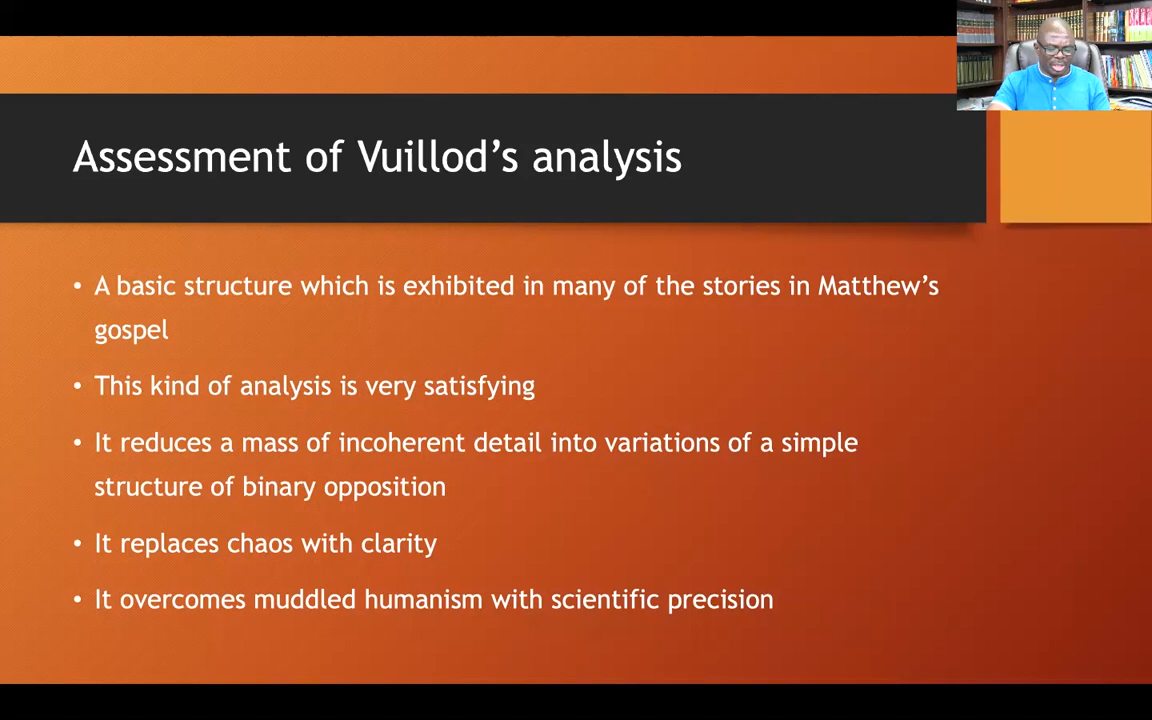 Assessment of Vuillod’s analysis
• A basic structure which is exhibited in many of the stories in Matthew’s
gospel
• This kind of analysis is very satisfying
• It reduces a mass of incoherent detail into variations of a simple
structure of binary opposition
• It replaces chaos with clarity
• It overcomes muddled humanism with scientific precision